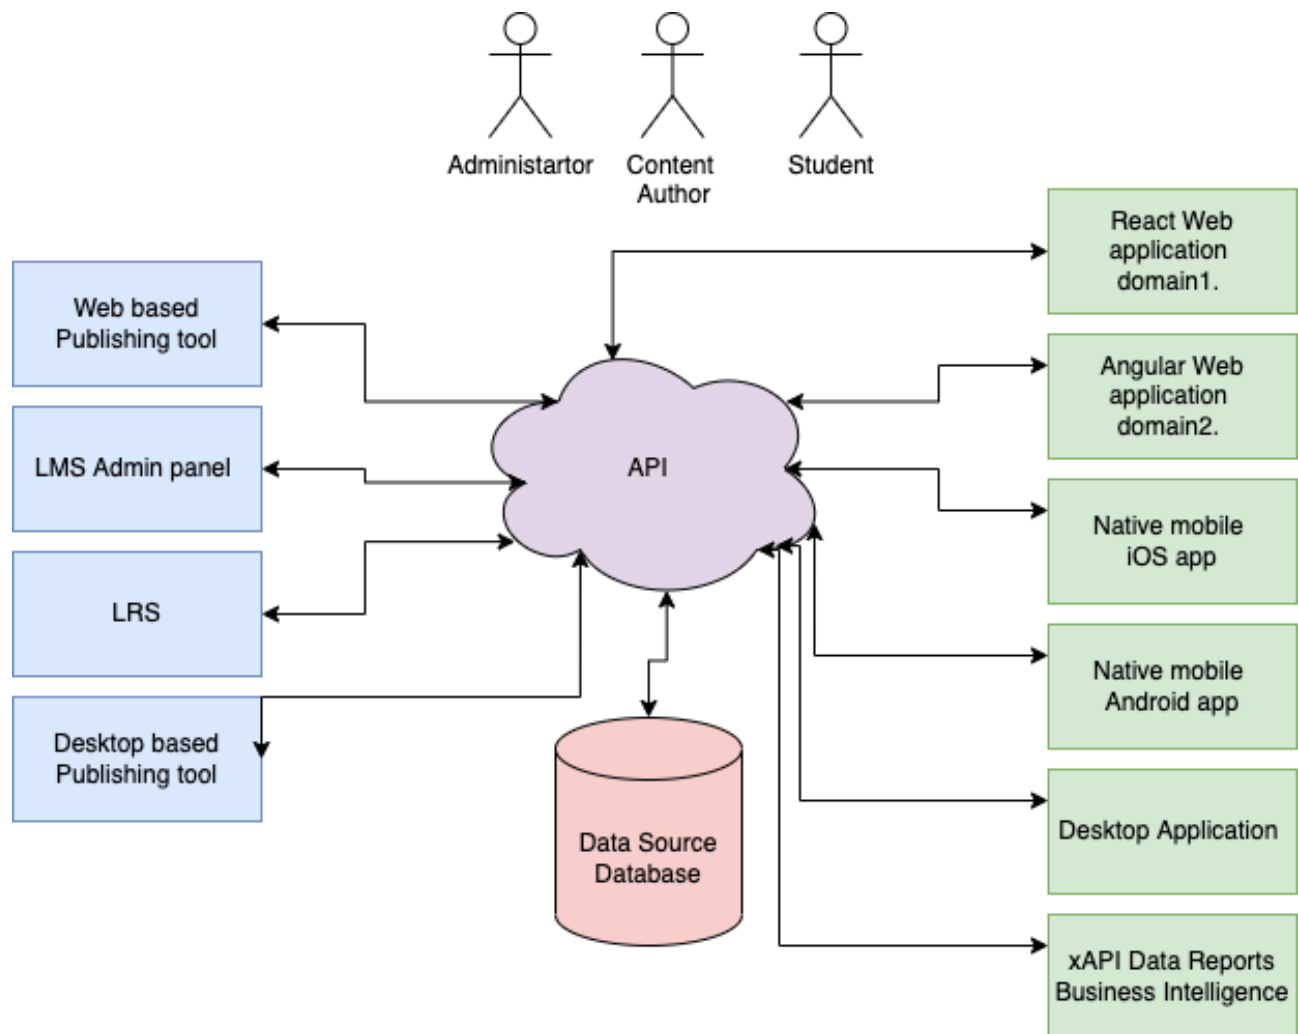 Administartor
Content
Author
Student
React Web
application
domain1.
Web based
Publishing tool
Angular Web
application
domain2.
LMS Admin panel
API
Native mobile
iOS app
LRS
Native mobile
Android app
Desktop based
Publishing tool
Data Source
Database
Desktop Application
xAPI Data Reports
Business Intelligence